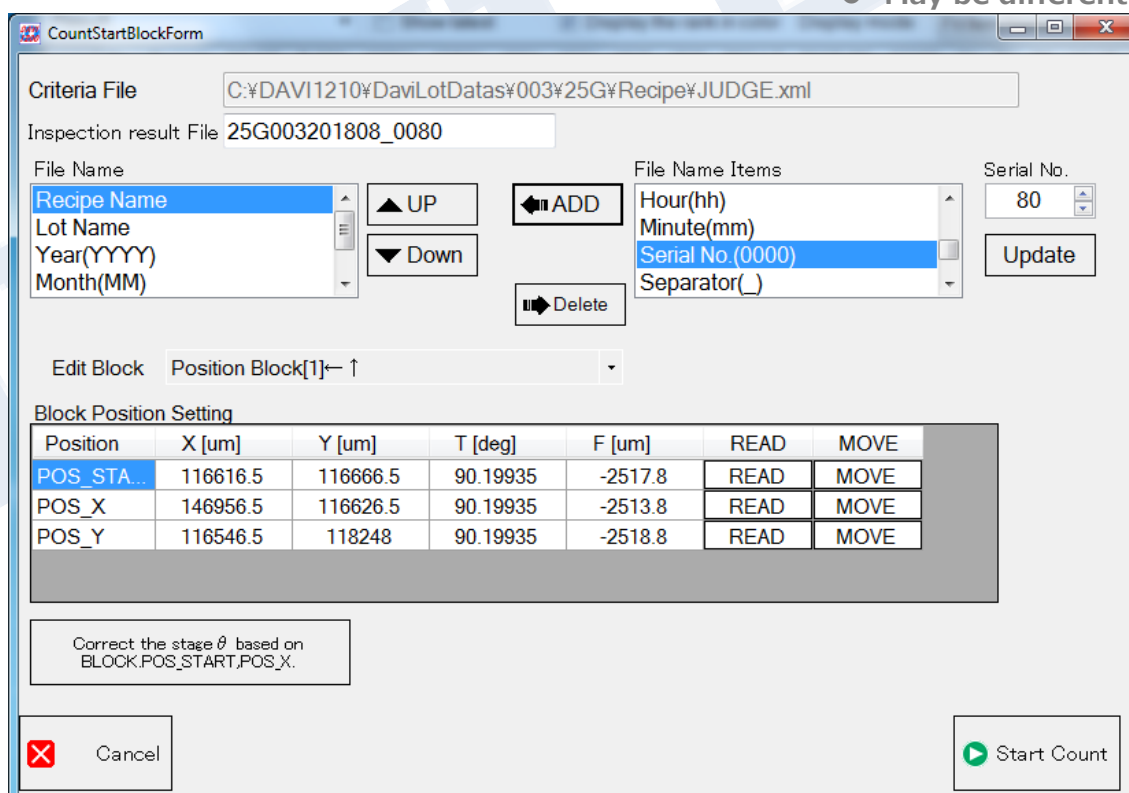 May be different
CountStartBlockForm
Criteria File C:¥DAVI1210¥DaviLotDatas¥003¥25G¥Recipe¥JUDGE.xml
Inspection result File 25G003201808_0080
File Name File Name Items Serial No.
Recipe Name ▲ UP ADD Hour(hh) 80
Lot Name Minute(mm)
Year(YYYY) ▼ Down Serial No.(0000) Update
Month(MM) Separator(_)
Delete
Edit Block Position Block[1]←↑
Block Position Setting
Position X [um] Y [um] T [deg] F [um] READ MOVE
POS_STA... 116616.5 116666.5 90.19935 -2517.8 READ MOVE
POS_X 146956.5 116626.5 90.19935 -2513.8 READ MOVE
POS_Y 116546.5 118248 90.19935 -2518.8 READ MOVE
Correct the stage θ based on
BLOCK.POS_START,POS_X.
Cancel Start Count